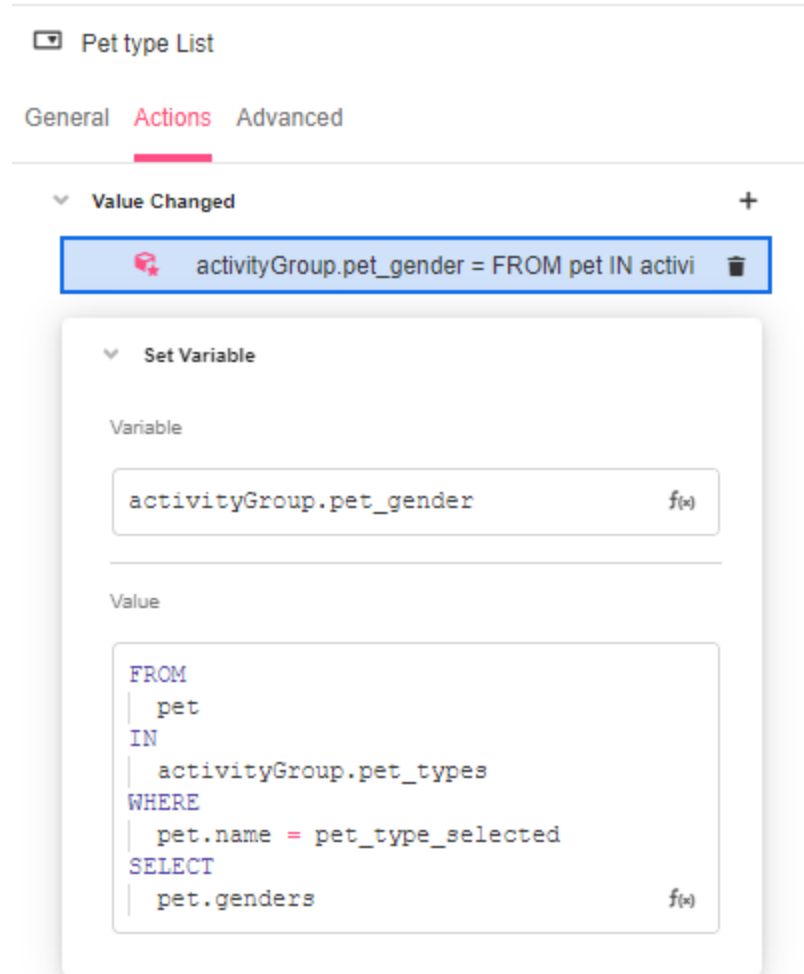 Pet type List
General Actions Advanced
Value Changed +
activityGroup.pet_gender = FROM pet IN activi
Set Variable
Variable
activityGroup.pet_gender f(x)
Value
FROM
pet
IN
activityGroup.pet_types
WHERE
pet.name = pet_type_selected
SELECT
pet.genders f(x)